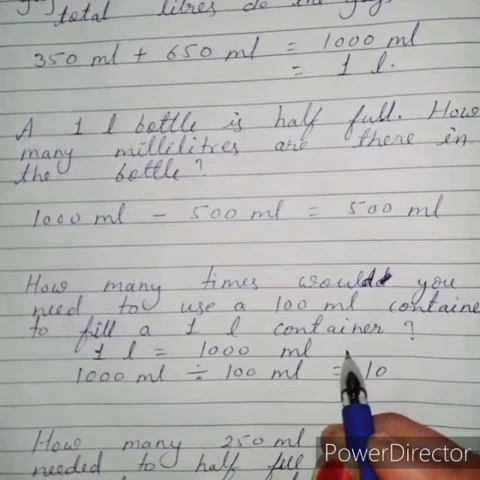 total litres do the
350 ml + 650 ml = 1000 ml
= 1 l.
A 1 l bottle is half full. How
many millilitres are there in
the bottle?
1000 ml - 500 ml = 500 ml
How many times would you
need to use a 100 ml containe
to fill a 1 l container?
1 l = 1000 ml
1000 ml ÷ 100 ml = 10
How many 250 ml
needed to half fill
PowerDirector